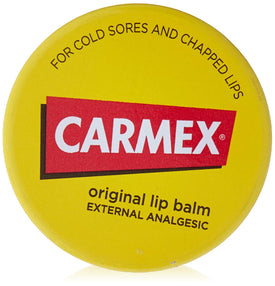 FOR COLD SORES AND CHAPPED LIPS
CARMEX®
original lip balm
EXTERNAL ANALGESIC